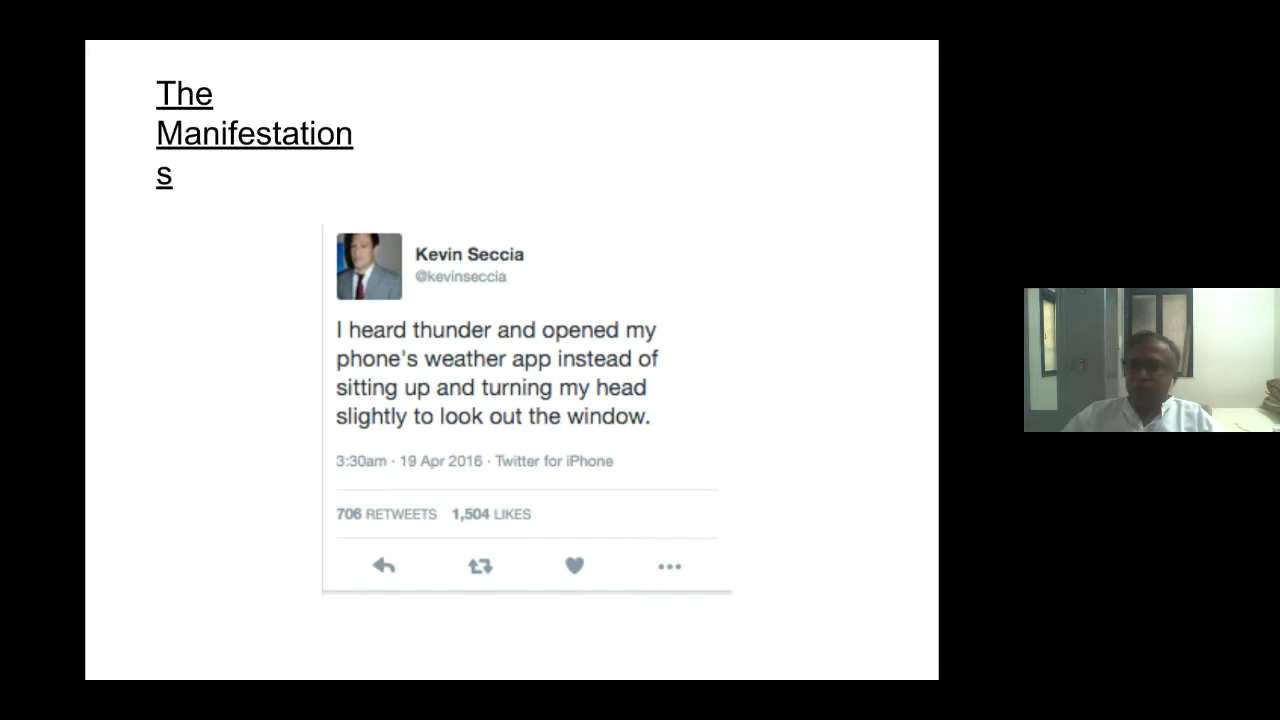 The
Manifestation
s
Kevin Seccia
@kevinseccia
I heard thunder and opened my
phone's weather app instead of
sitting up and turning my head
slightly to look out the window.
3:30am · 19 Apr 2016 · Twitter for iPhone
706 RETWEETS 1,504 LIKES